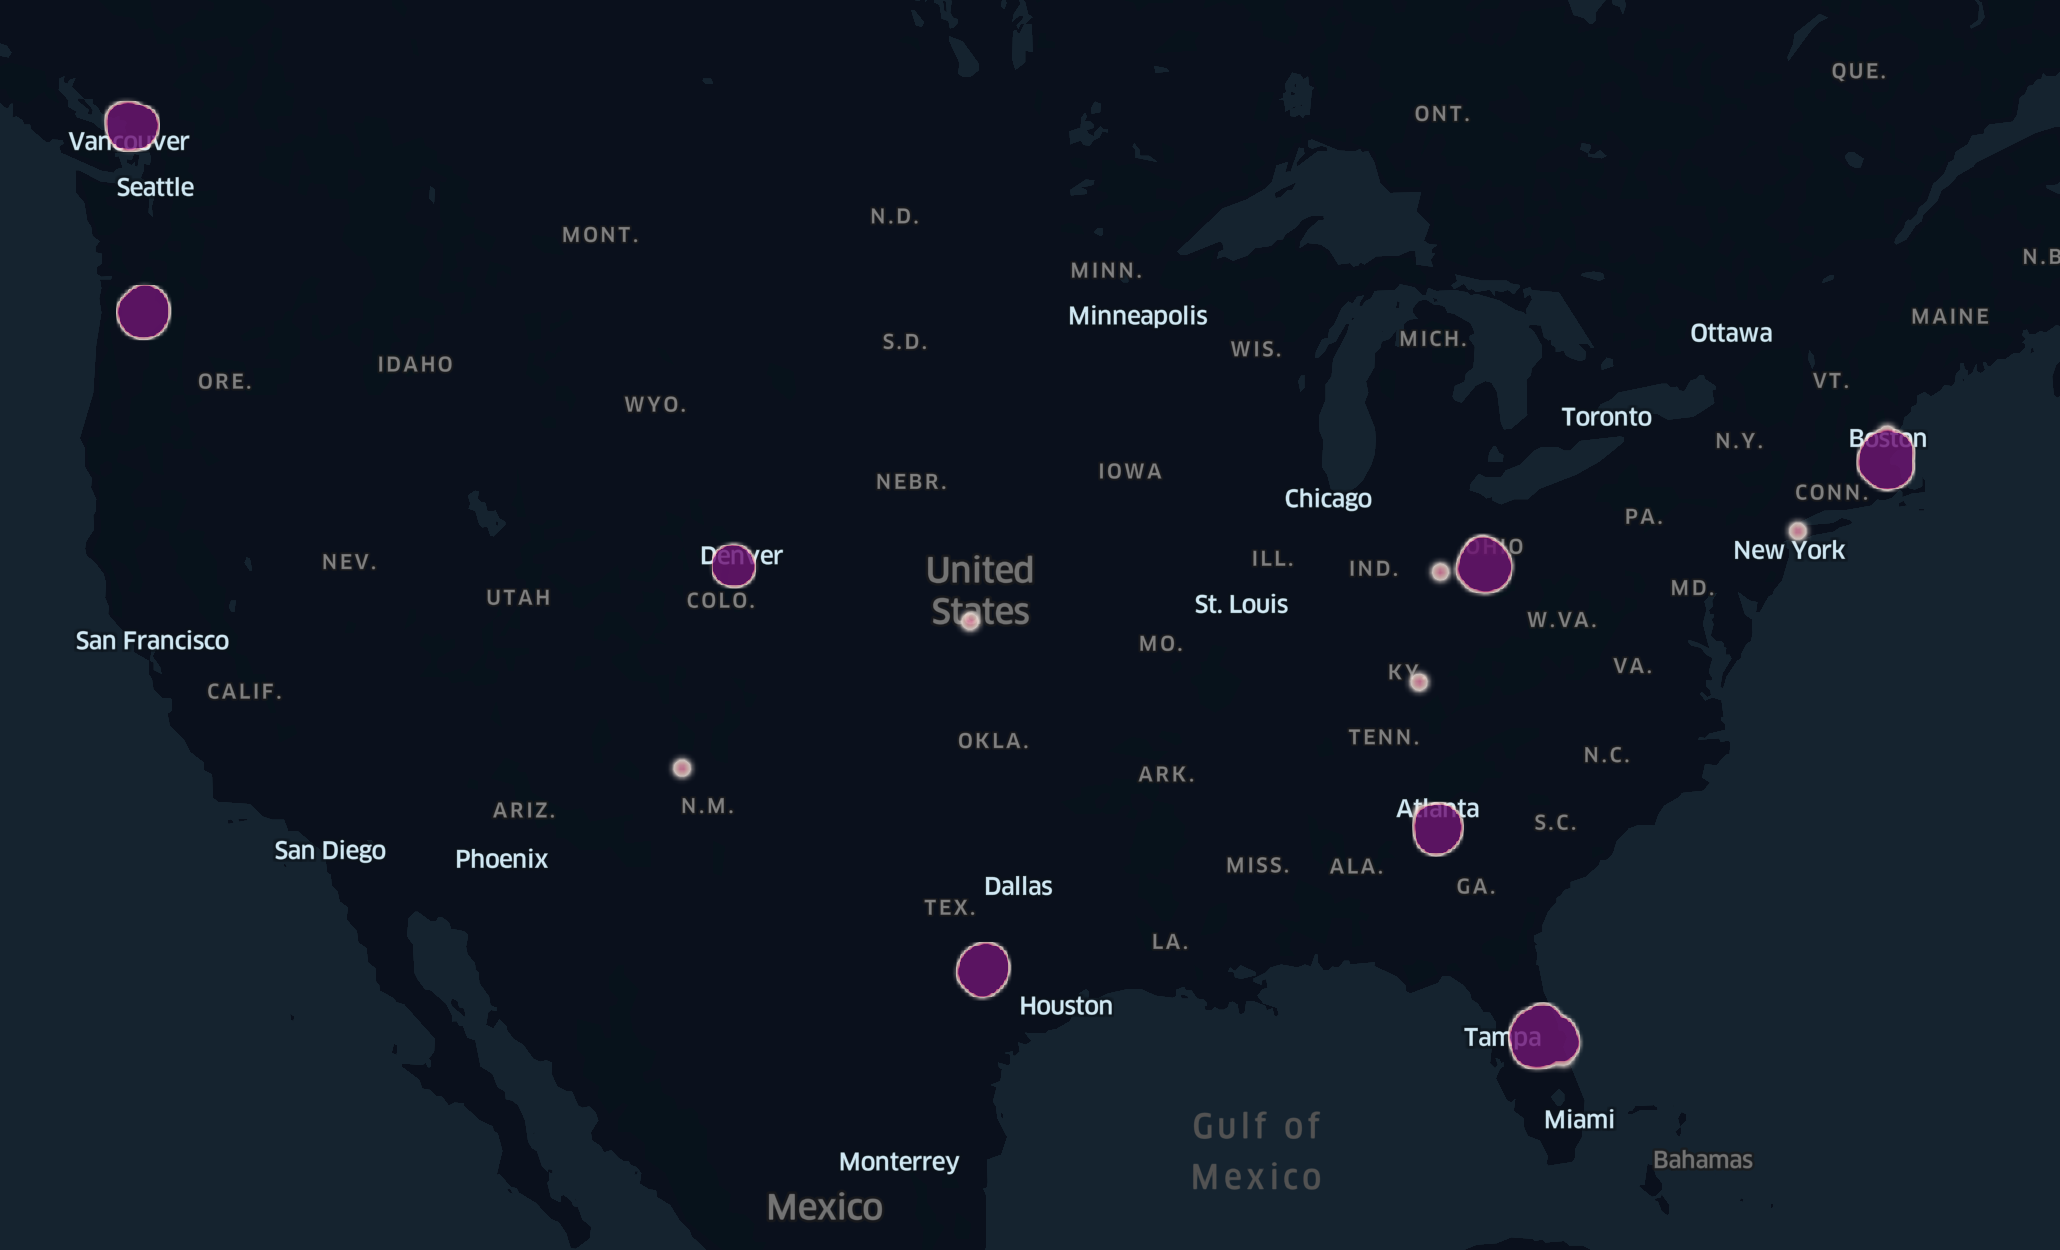 QUE.
ONT.
Vancouver
Seattle
N.D.
MONT.
N.B
MINN.
Minneapolis
MAINE
Ottawa
MICH.
S.D.
WIS.
IDAHO
ORE.
VT.
WYO.
Toronto
Boston
N.Y.
IOWA
NEBR.
CONN.
Chicago
PA.
OHIO
New York
Denver
ILL.
NEV.
IND.
United
States
MD.
UTAH
COLO.
St. Louis
W.VA.
San Francisco
MO.
VA.
KY.
CALIF.
TENN.
OKLA.
N.C.
ARK.
N.M.
Atlanta
ARIZ.
S.C.
San Diego
Phoenix
MISS.
ALA.
Dallas
GA.
TEX.
LA.
Houston
Tampa
Miami
Gulf of
Mexico
Bahamas
Monterrey
Mexico